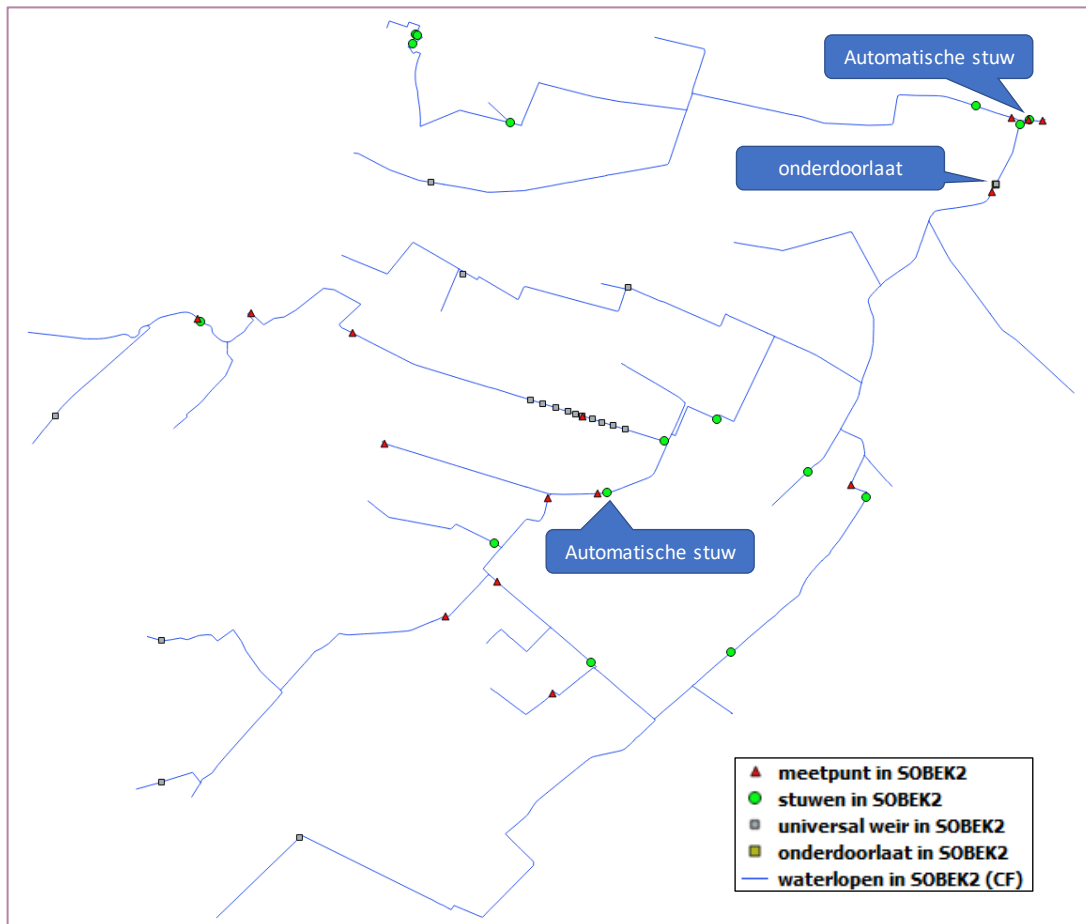 Automatische stuw
onderdoorlaat
Automatische stuw
meetpunt in SOBEK2
stuwen in SOBEK2
universal weir in SOBEK2
onderdoorlaat in SOBEK2
waterlopen in SOBEK2 (CF)